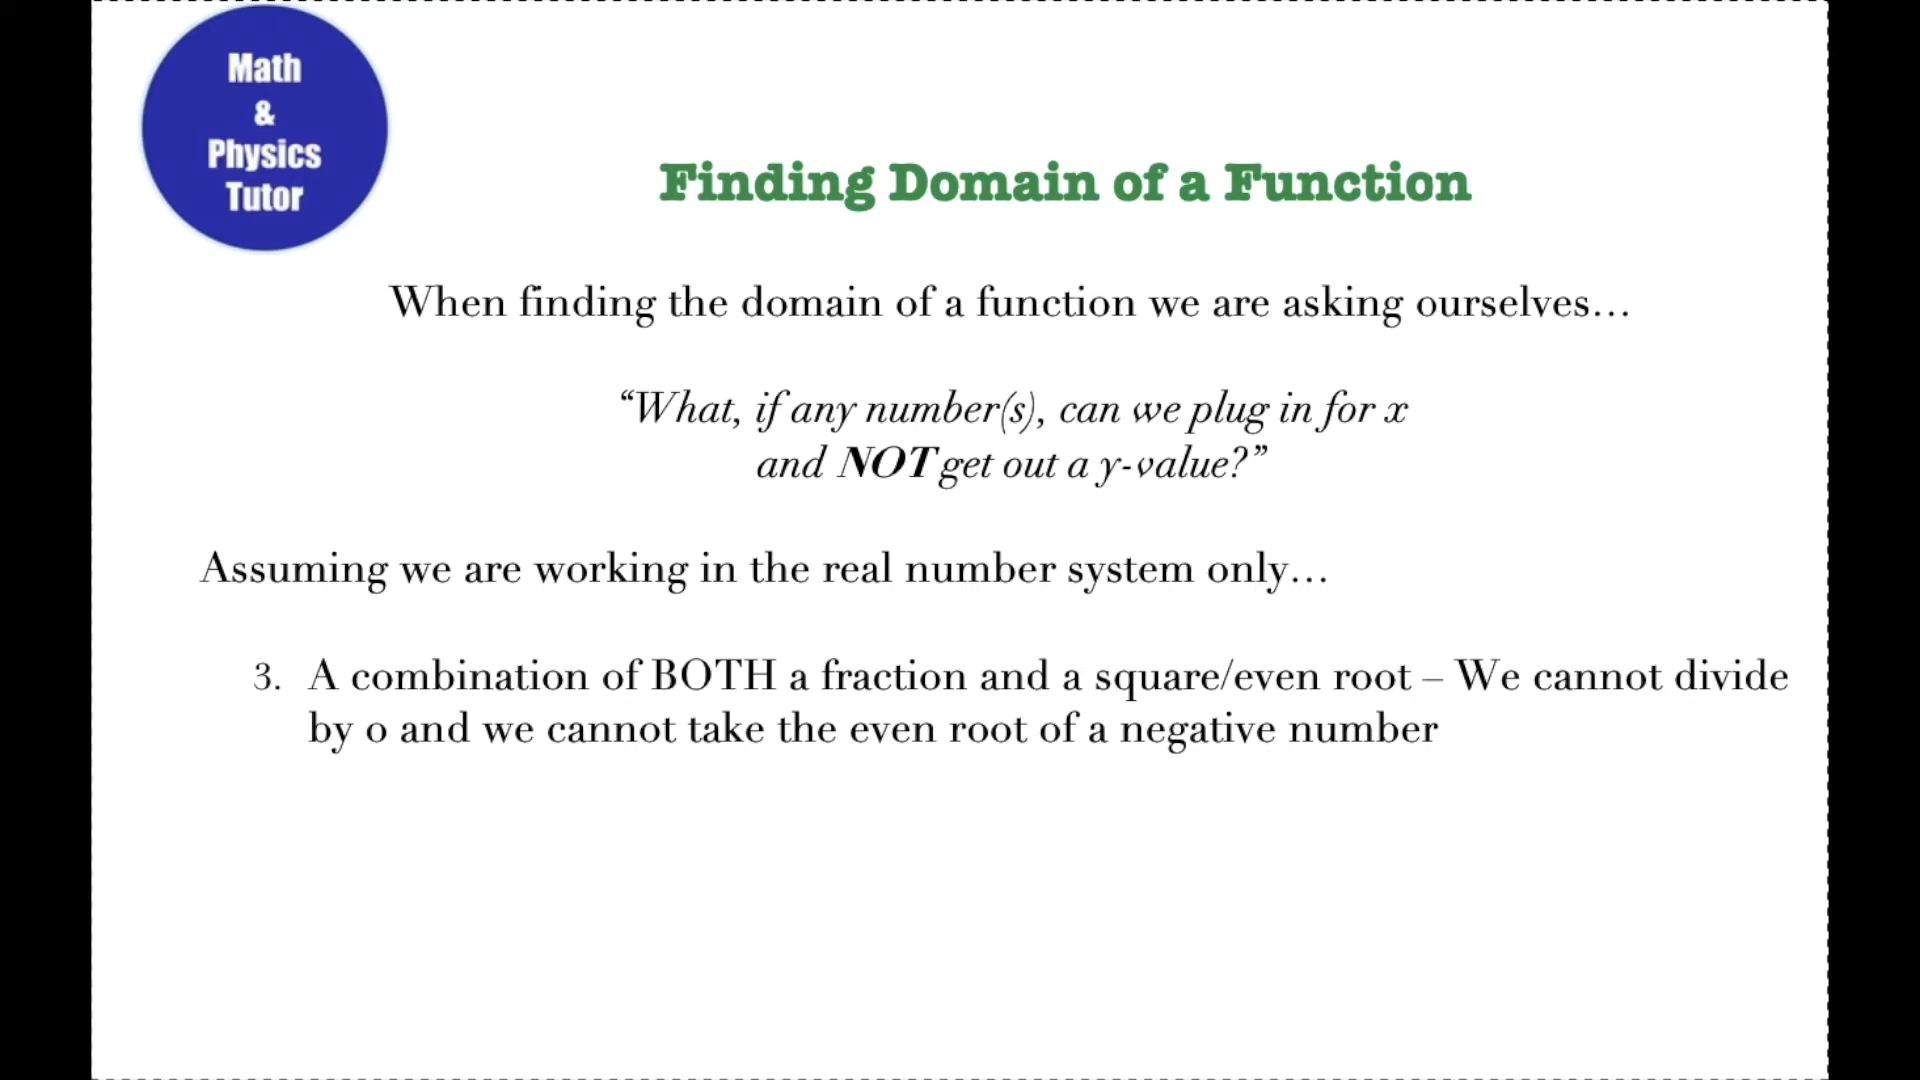 Math
&
Physics
Tutor
Finding Domain of a Function
When finding the domain of a function we are asking ourselves…
“What, if any number(s), can we plug in for x
and NOT get out a y-value?”
Assuming we are working in the real number system only…
3. A combination of BOTH a fraction and a square/even root – We cannot divide
by 0 and we cannot take the even root of a negative number